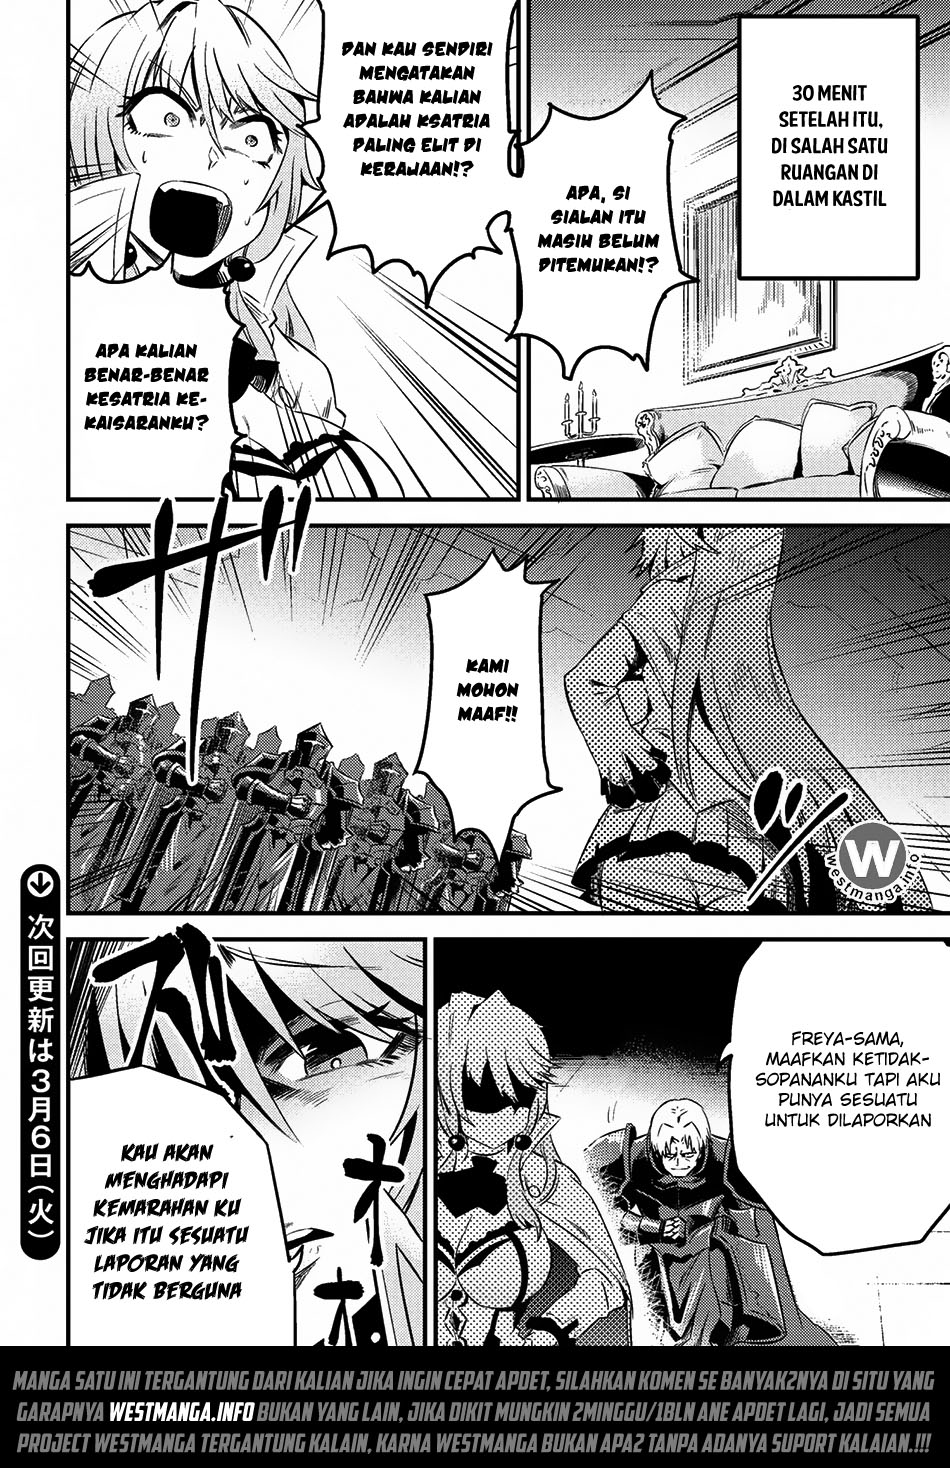 30 MENIT
SETELAH ITU,
DI SALAH SATU
RUANGAN DI
DALAM KASTIL
APA, SI
SIALAN ITU
MASIH BELUM
DITEMUKAN!?
DAN KAU SENDIRI
MENGATAKAN
BAHWA KALIAN
ADALAH KSATRIA
PALING ELIT DI
KERAJAAN!?
APA KALIAN
BENAR-BENAR
KESATRIA KE-
KAISARANKU?
ザザッ
KAMI
MOHON
MAAF!!
W
westmanga.info
FREYA-SAMA,
MAAFKAN KETIDAK-
SOPANANKU TAPI AKU
PUNYA SESUATU
UNTUK DILAPORKAN
KAU AKAN
MENGHADAPI
KEMARAHAN KU
JIKA ITU SESUATU
LAPORAN YANG
TIDAK BERGUNA
次回更新は3月6日(火)
MANGA SATU INI TERGANTUNG DARI KALIAN JIKA INGIN CEPAT APDET, SILAHKAN KOMEN SE BANYAK2NYA DI SITU YANG
GARAPNYA WESTMANGA.INFO BUKAN YANG LAIN, JIKA DIKIT MUNGKIN 2MINGGU/1BLN ANE APDET LAGI, JADI SEMUA
PROJECT WESTMANGA TERGANTUNG KALAIN, KARNA WESTMANGA BUKAN APA2 TANPA ADANYA SUPORT KALAIAN.!!!